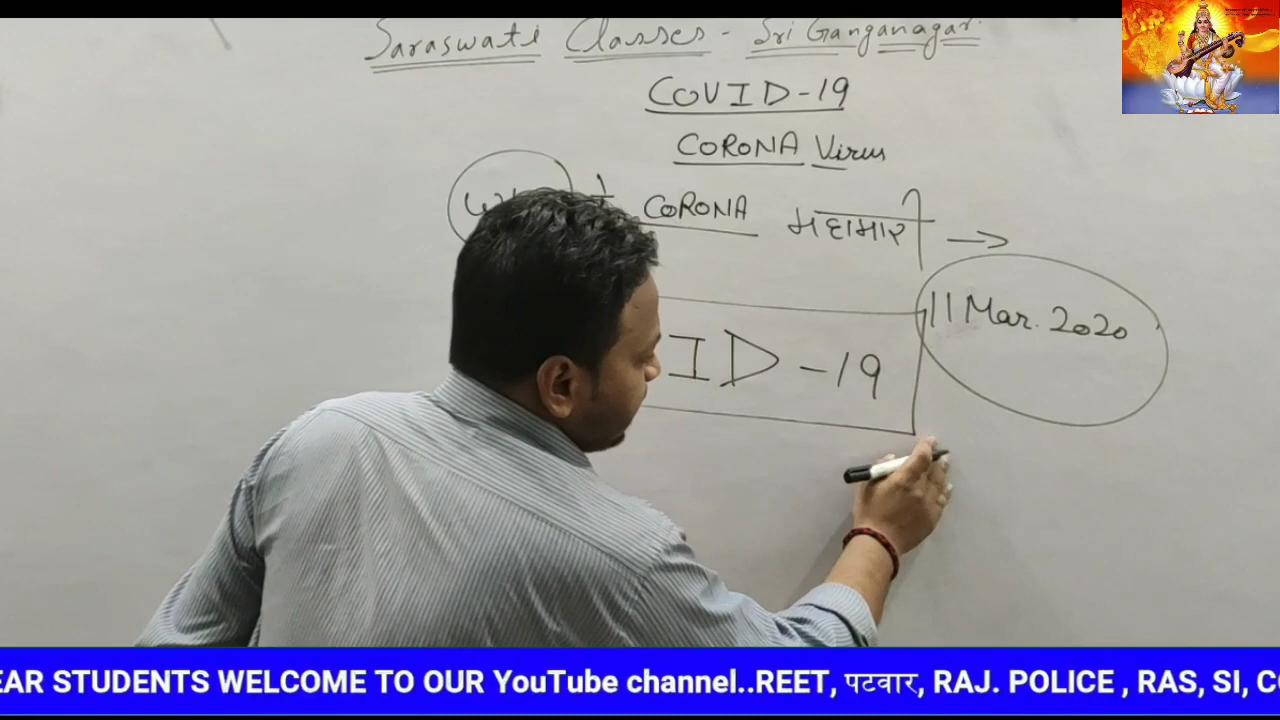 Saraswati Classes - Sri Ganganagar.
COVID-19
CORONA Virus
CORONA महामारी →
11 Mar. 2020
ID-19
EAR STUDENTS WELCOME TO OUR YouTube channel..REET, पटवार, RAJ. POLICE , RAS, SI, C